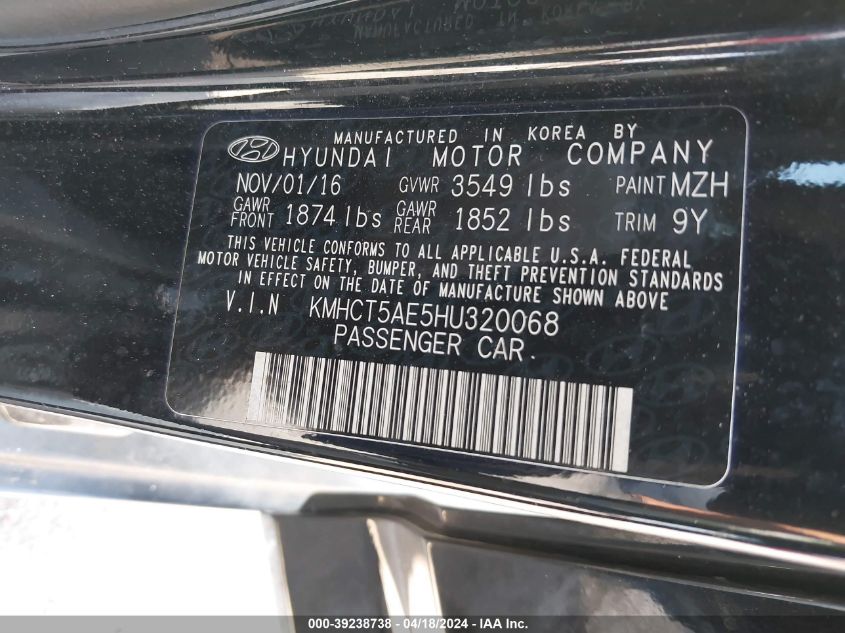 MANUFACTURED IN KOREA BY
HYUNDAI MOTOR COMPANY
NOV/01/16 GVWR 3549 lbs PAINT MZH
GAWR FRONT 1874 lbs GAWR REAR 1852 lbs TRIM 9Y
THIS VEHICLE CONFORMS TO ALL APPLICABLE U.S.A. FEDERAL
MOTOR VEHICLE SAFETY, BUMPER, AND THEFT PREVENTION STANDARDS
IN EFFECT ON THE DATE OF MANUFACTURE SHOWN ABOVE
V.I.N KMHCT5AE5HU320068
PASSENGER CAR
000-39238738 - 04/18/2024 - IAA Inc.